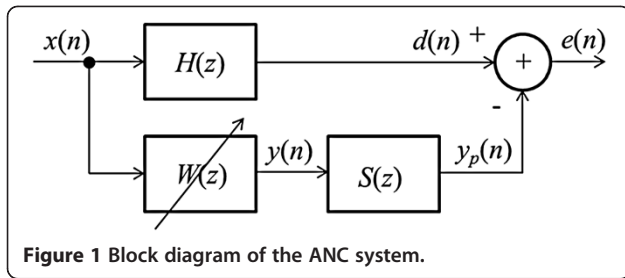 x(n)
H(z)
d(n) +
+
e(n)
-
W(z)
y(n)
S(z)
y_p(n)
Figure 1 Block diagram of the ANC system.